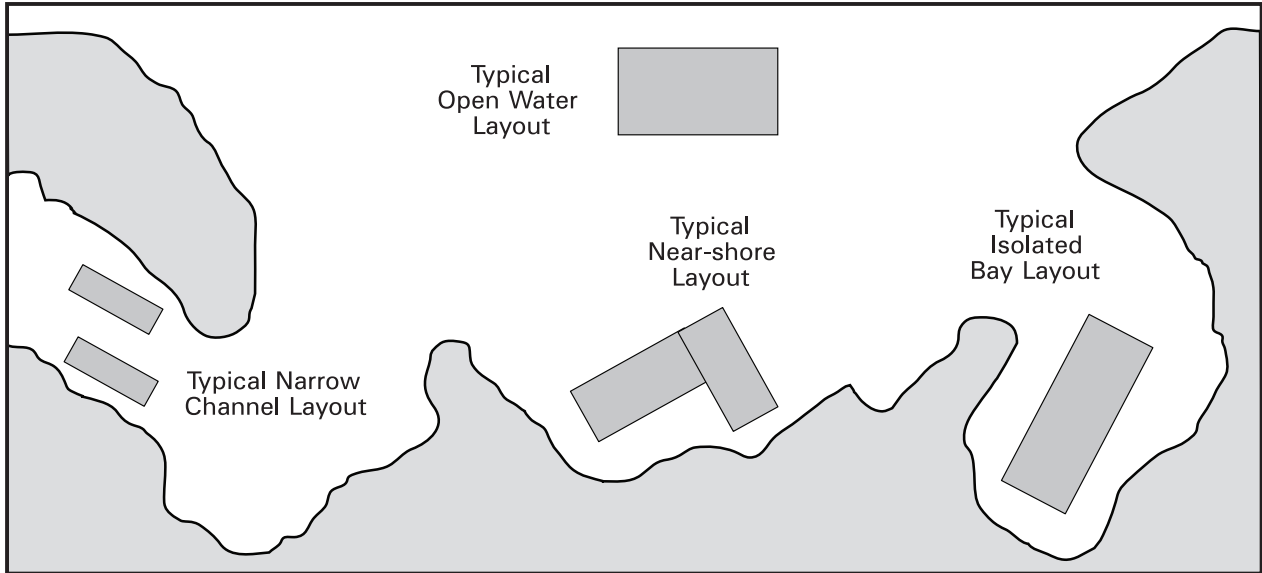 Typical
Open Water
Layout
Typical
Near-shore
Layout
Typical
Isolated
Bay Layout
Typical Narrow
Channel Layout